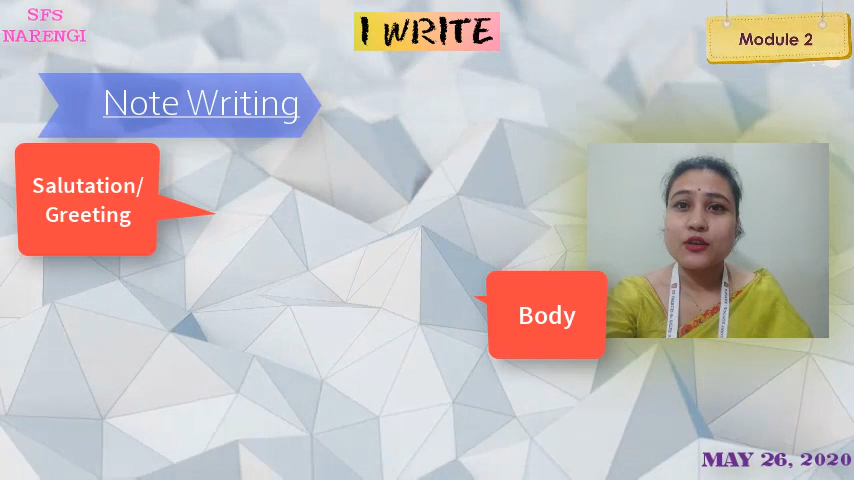 SFS
NARENGI
I WRITE
Module 2
Note Writing
Salutation/
Greeting
Body
MAY 26, 2020